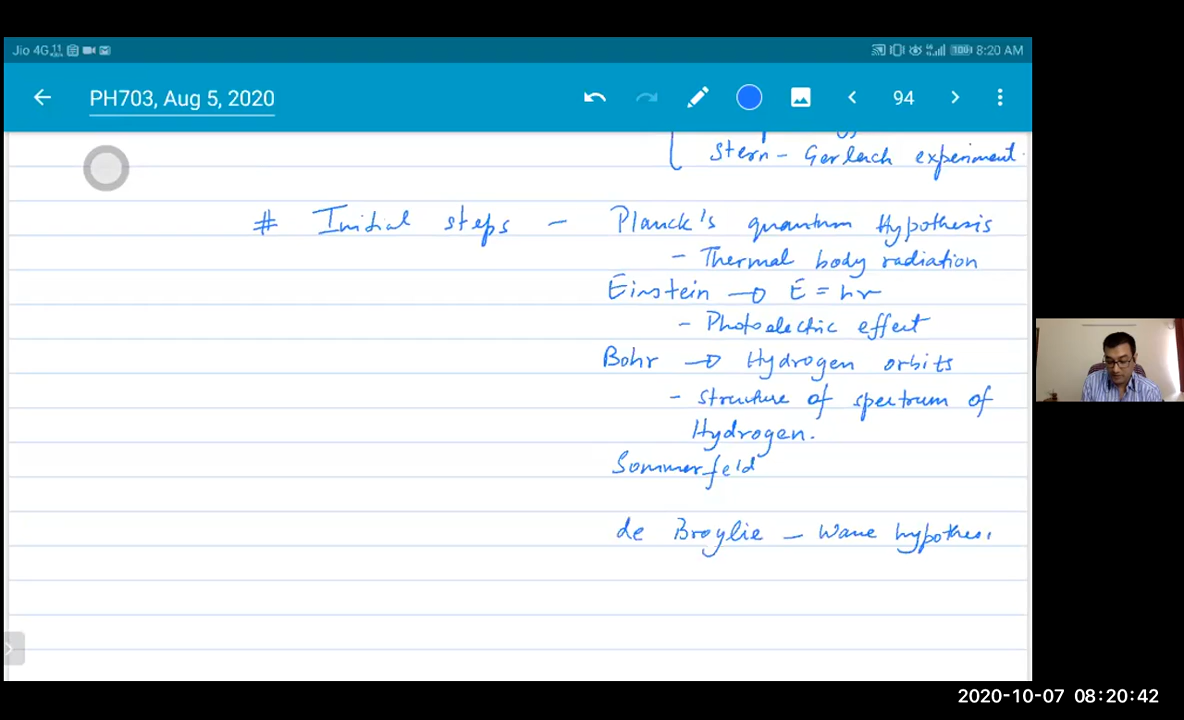 Jio 4G 8:20 AM
PH703, Aug 5, 2020 94
Stern - Gerlach experiment.
# Initial steps - Planck's quantum Hypothesis
- Thermal body radiation
Einstein → E = hν
- Photoelectric effect
Bohr → Hydrogen orbits
- structure of spectrum of
Hydrogen.
Sommerfeld
de Broglie - Wave hypothesi
2020-10-07 08:20:42